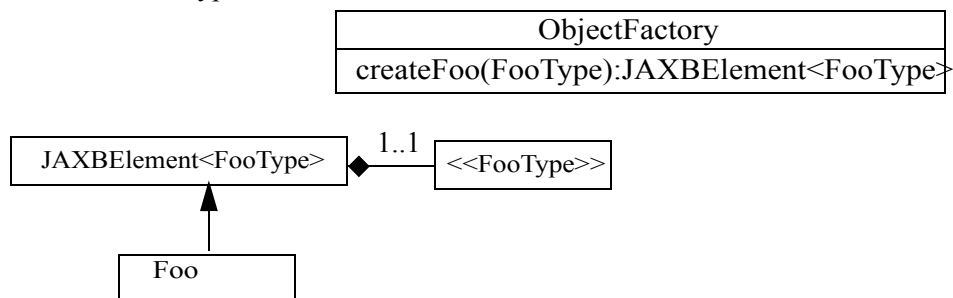 ObjectFactory
createFoo(FooType):JAXBElement<FooType>
1..1
JAXBElement<FooType>
<<FooType>>
Foo